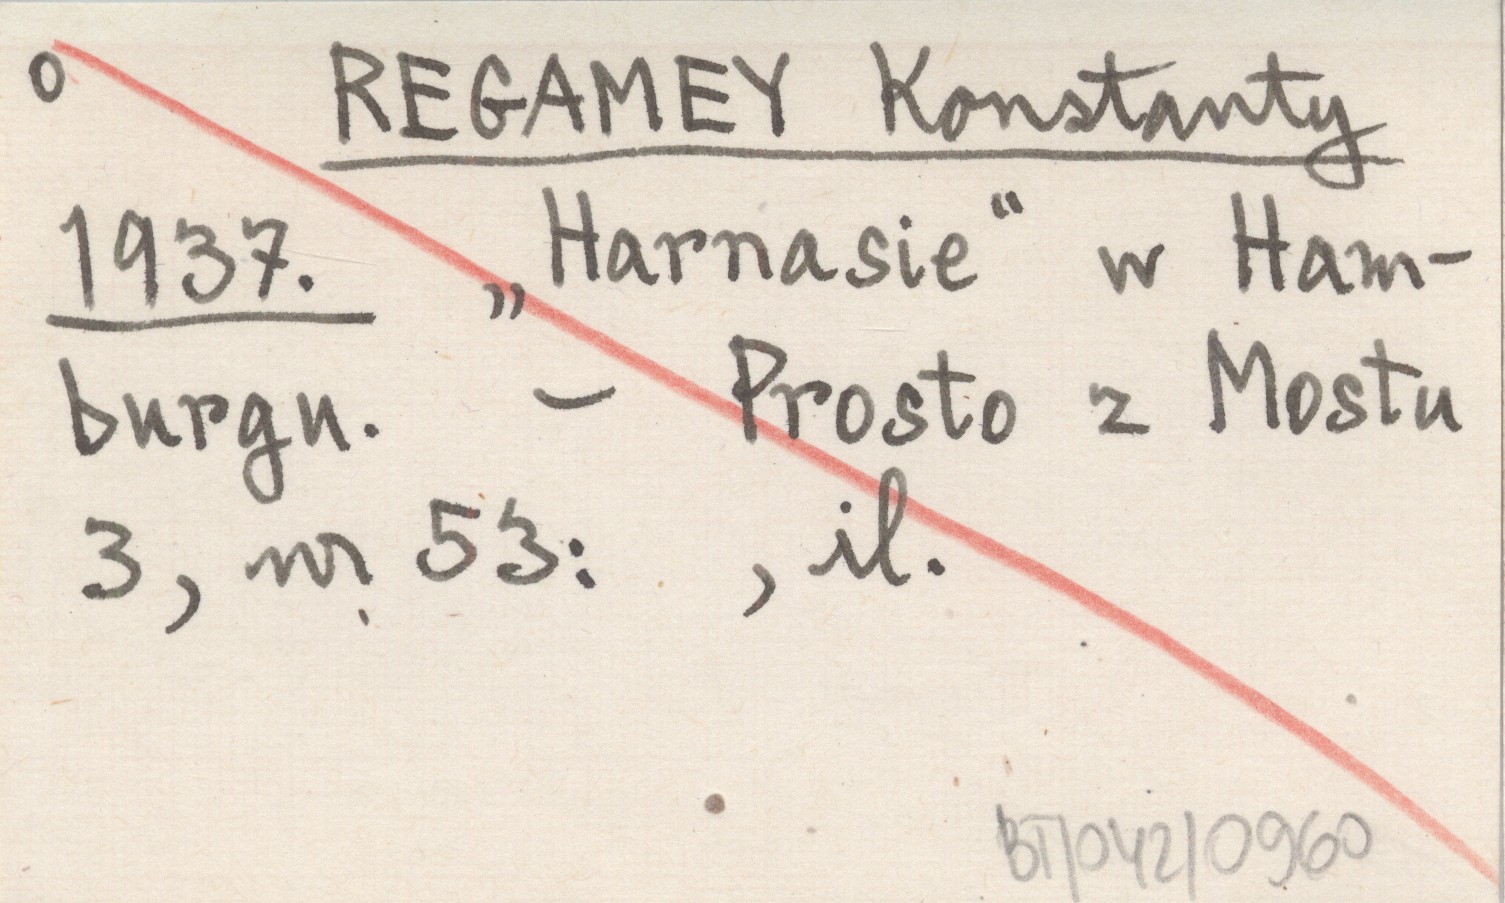 o REGAMEY Konstanty
1937. „Harnasie“ w Ham-
burgu. – Prosto z Mostu
3, nr 53: , il.
BT/042/0960